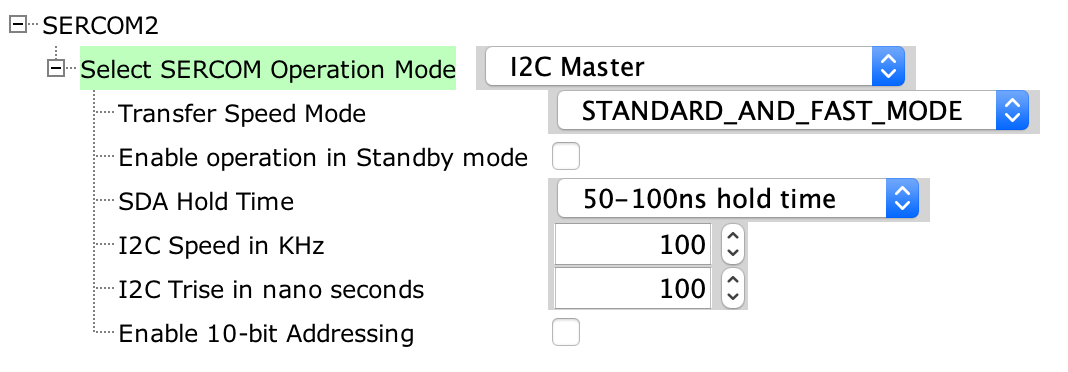 SERCOM2
Select SERCOM Operation Mode I2C Master
Transfer Speed Mode STANDARD_AND_FAST_MODE
Enable operation in Standby mode
SDA Hold Time 50-100ns hold time
I2C Speed in KHz 100
I2C Trise in nano seconds 100
Enable 10-bit Addressing